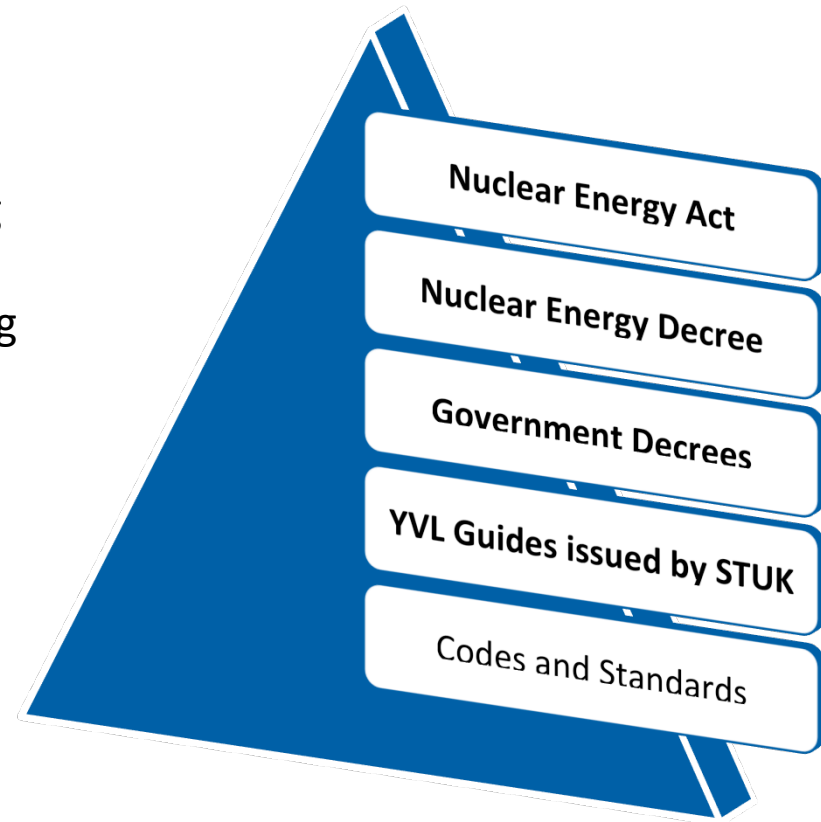 Nuclear Energy Act
Nuclear Energy Decree
Government Decrees
YVL Guides issued by STUK
Codes and Standards